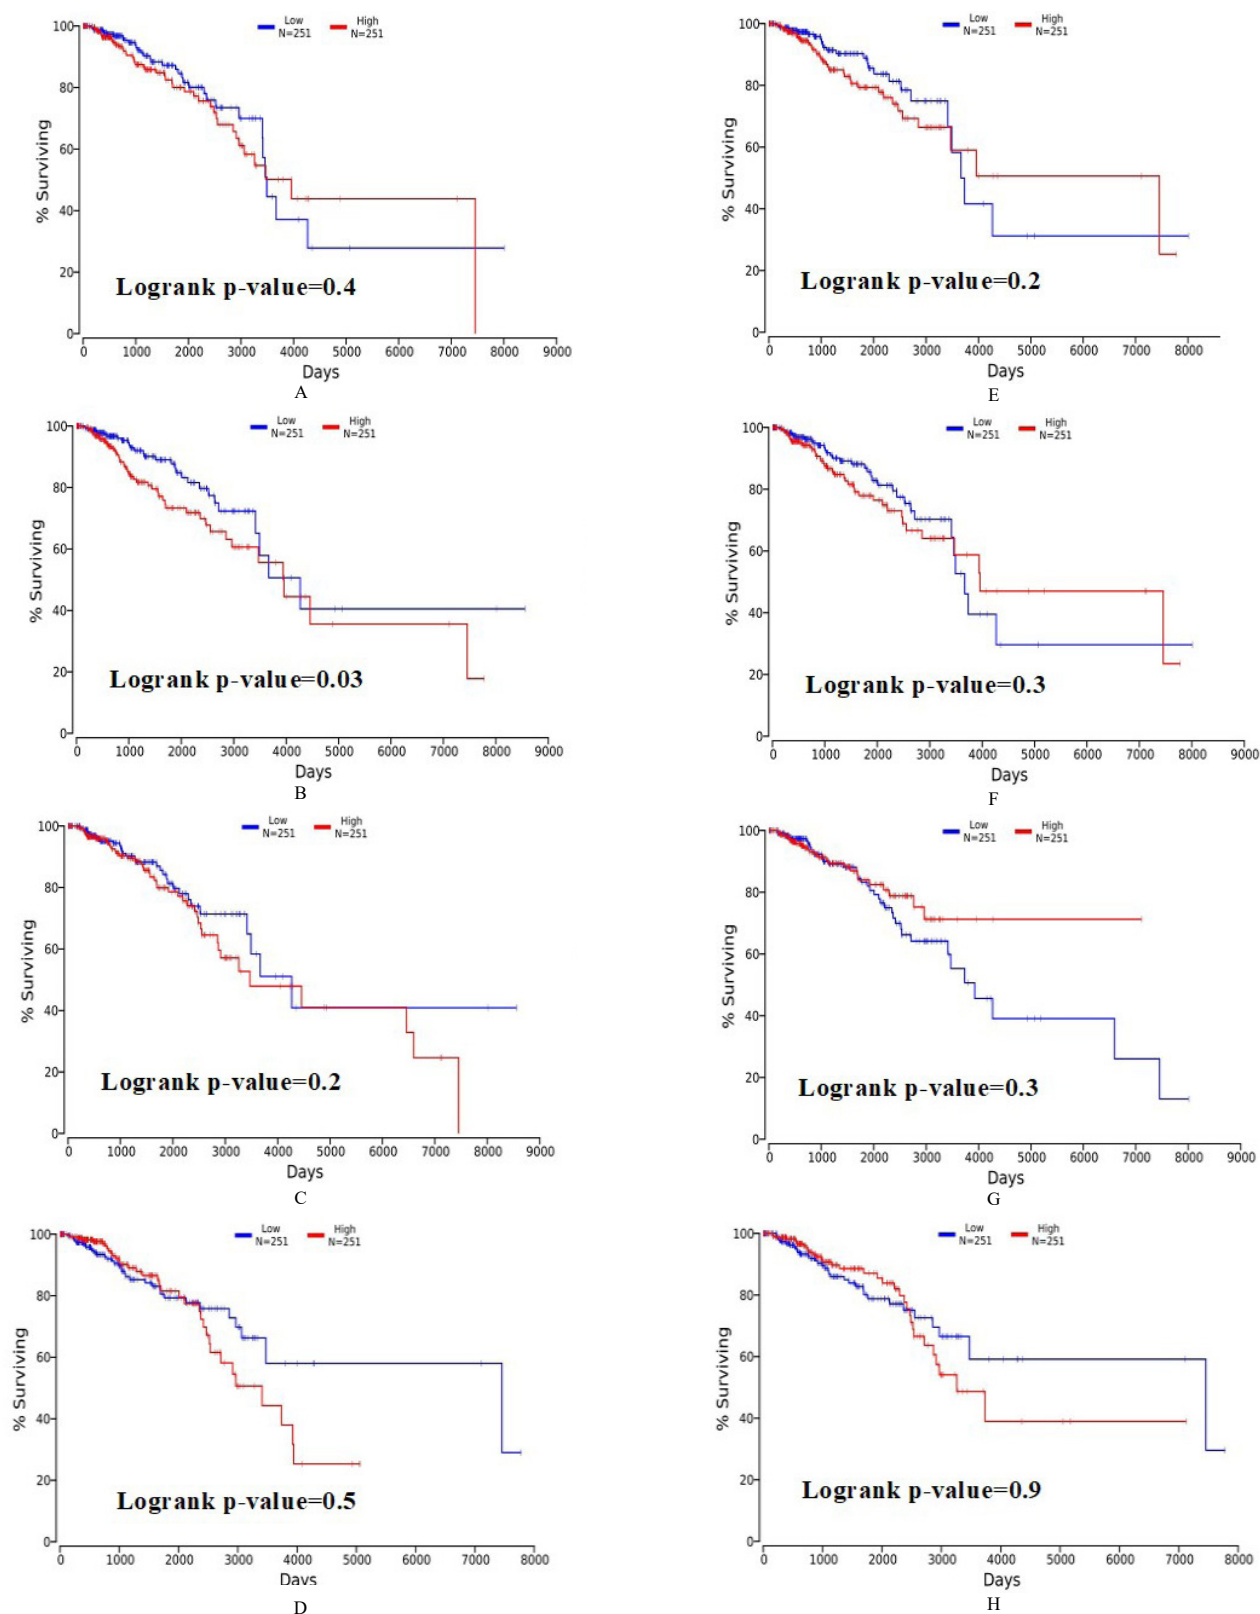 Low High
N=251 N=251
100
80
60
40
20
0
% Surviving
Logrank p-value=0.4
0 1000 2000 3000 4000 5000 6000 7000 8000 9000
Days
A
Low High
N=251 N=251
100
80
60
40
20
0
% Surviving
Logrank p-value=0.2
0 1000 2000 3000 4000 5000 6000 7000 8000
Days
E
Low High
N=251 N=251
100
80
60
40
20
0
% Surviving
Logrank p-value=0.03
0 1000 2000 3000 4000 5000 6000 7000 8000 9000
Days
B
Low High
N=251 N=251
100
80
60
40
20
0
% Surviving
Logrank p-value=0.3
0 1000 2000 3000 4000 5000 6000 7000 8000 9000
Days
F
Low High
N=251 N=251
100
80
60
40
20
0
% Surviving
Logrank p-value=0.2
0 1000 2000 3000 4000 5000 6000 7000 8000 9000
Days
C
Low High
N=251 N=251
100
80
60
40
20
0
% Surviving
Logrank p-value=0.3
0 1000 2000 3000 4000 5000 6000 7000 8000 9000
Days
G
Low High
N=251 N=251
100
80
60
40
20
0
% Surviving
Logrank p-value=0.5
0 1000 2000 3000 4000 5000 6000 7000 8000
Days
D
Low High
N=251 N=251
100
80
60
40
20
0
% Surviving
Logrank p-value=0.9
0 1000 2000 3000 4000 5000 6000 7000 8000
Days
H